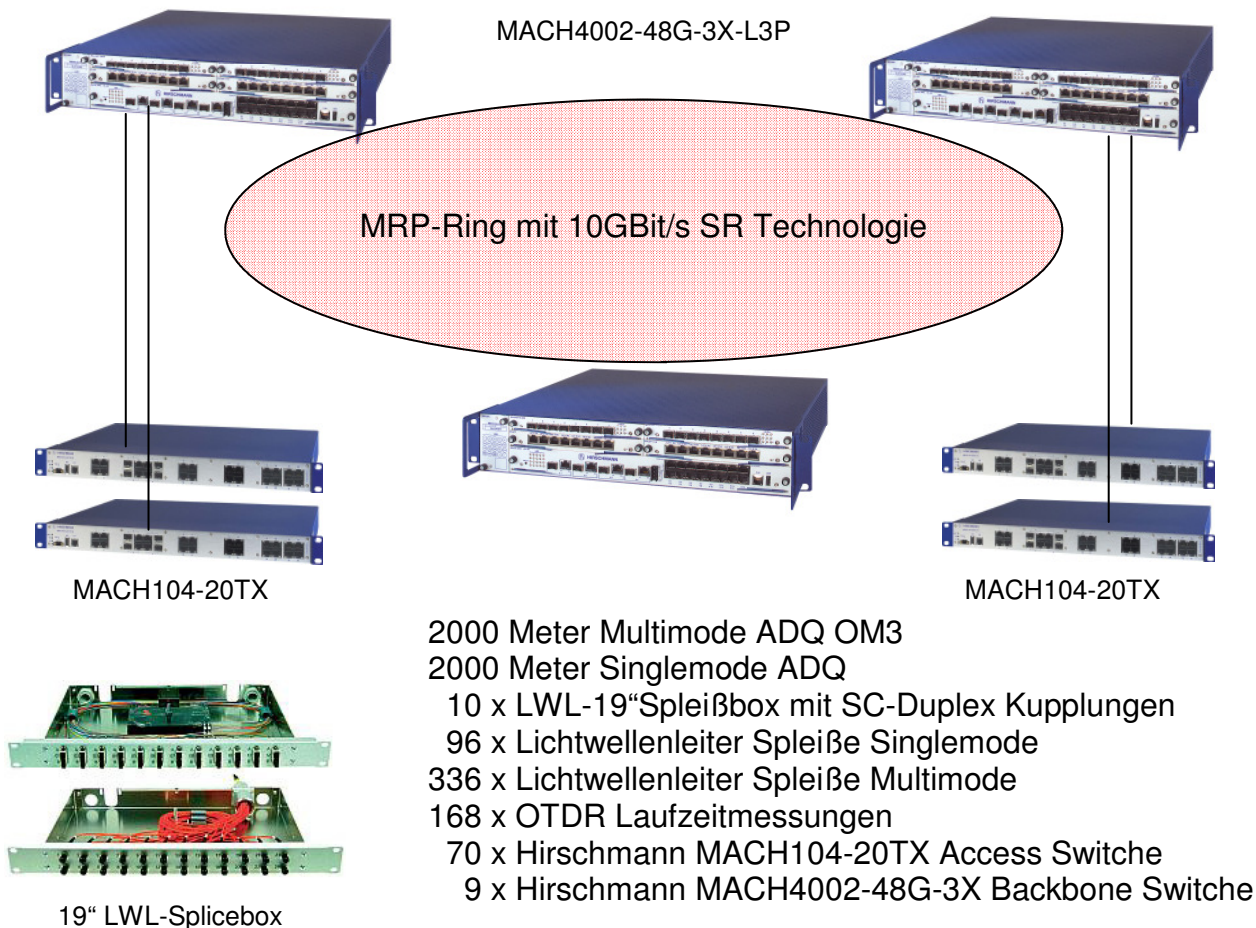 MACH4002-48G-3X-L3P
MRP-Ring mit 10GBit/s SR Technologie
MACH104-20TX
MACH104-20TX
2000 Meter Multimode ADQ OM3
2000 Meter Singlemode ADQ
10 x LWL-19“Spleißbox mit SC-Duplex Kupplungen
96 x Lichtwellenleiter Spleiße Singlemode
336 x Lichtwellenleiter Spleiße Multimode
168 x OTDR Laufzeitmessungen
70 x Hirschmann MACH104-20TX Access Switche
9 x Hirschmann MACH4002-48G-3X Backbone Switche
19“ LWL-Splicebox